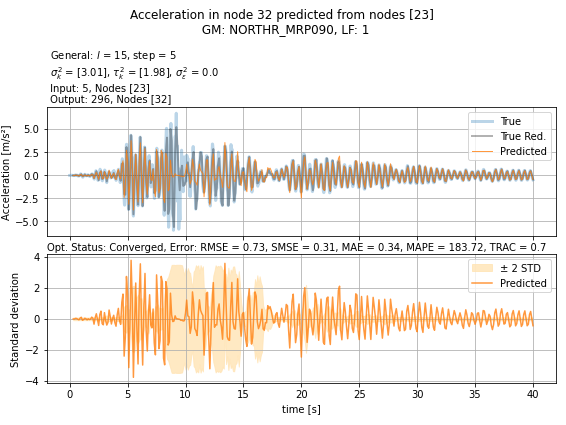 Acceleration in node 32 predicted from nodes [23]
GM: NORTHR_MRP090, LF: 1
General: l = 15, step = 5
σ²ₖ = [3.01], τ²ₖ = [1.98], σ²ε = 0.0
Input: 5, Nodes [23]
Output: 296, Nodes [32]
Acceleration [m/s²]
5.0
2.5
0.0
−2.5
−5.0
True
True Red.
Predicted
Opt. Status: Converged, Error: RMSE = 0.73, SMSE = 0.31, MAE = 0.34, MAPE = 183.72, TRAC = 0.7
Standard deviation
4
2
0
−2
−4
± 2 STD
Predicted
0 5 10 15 20 25 30 35 40
time [s]